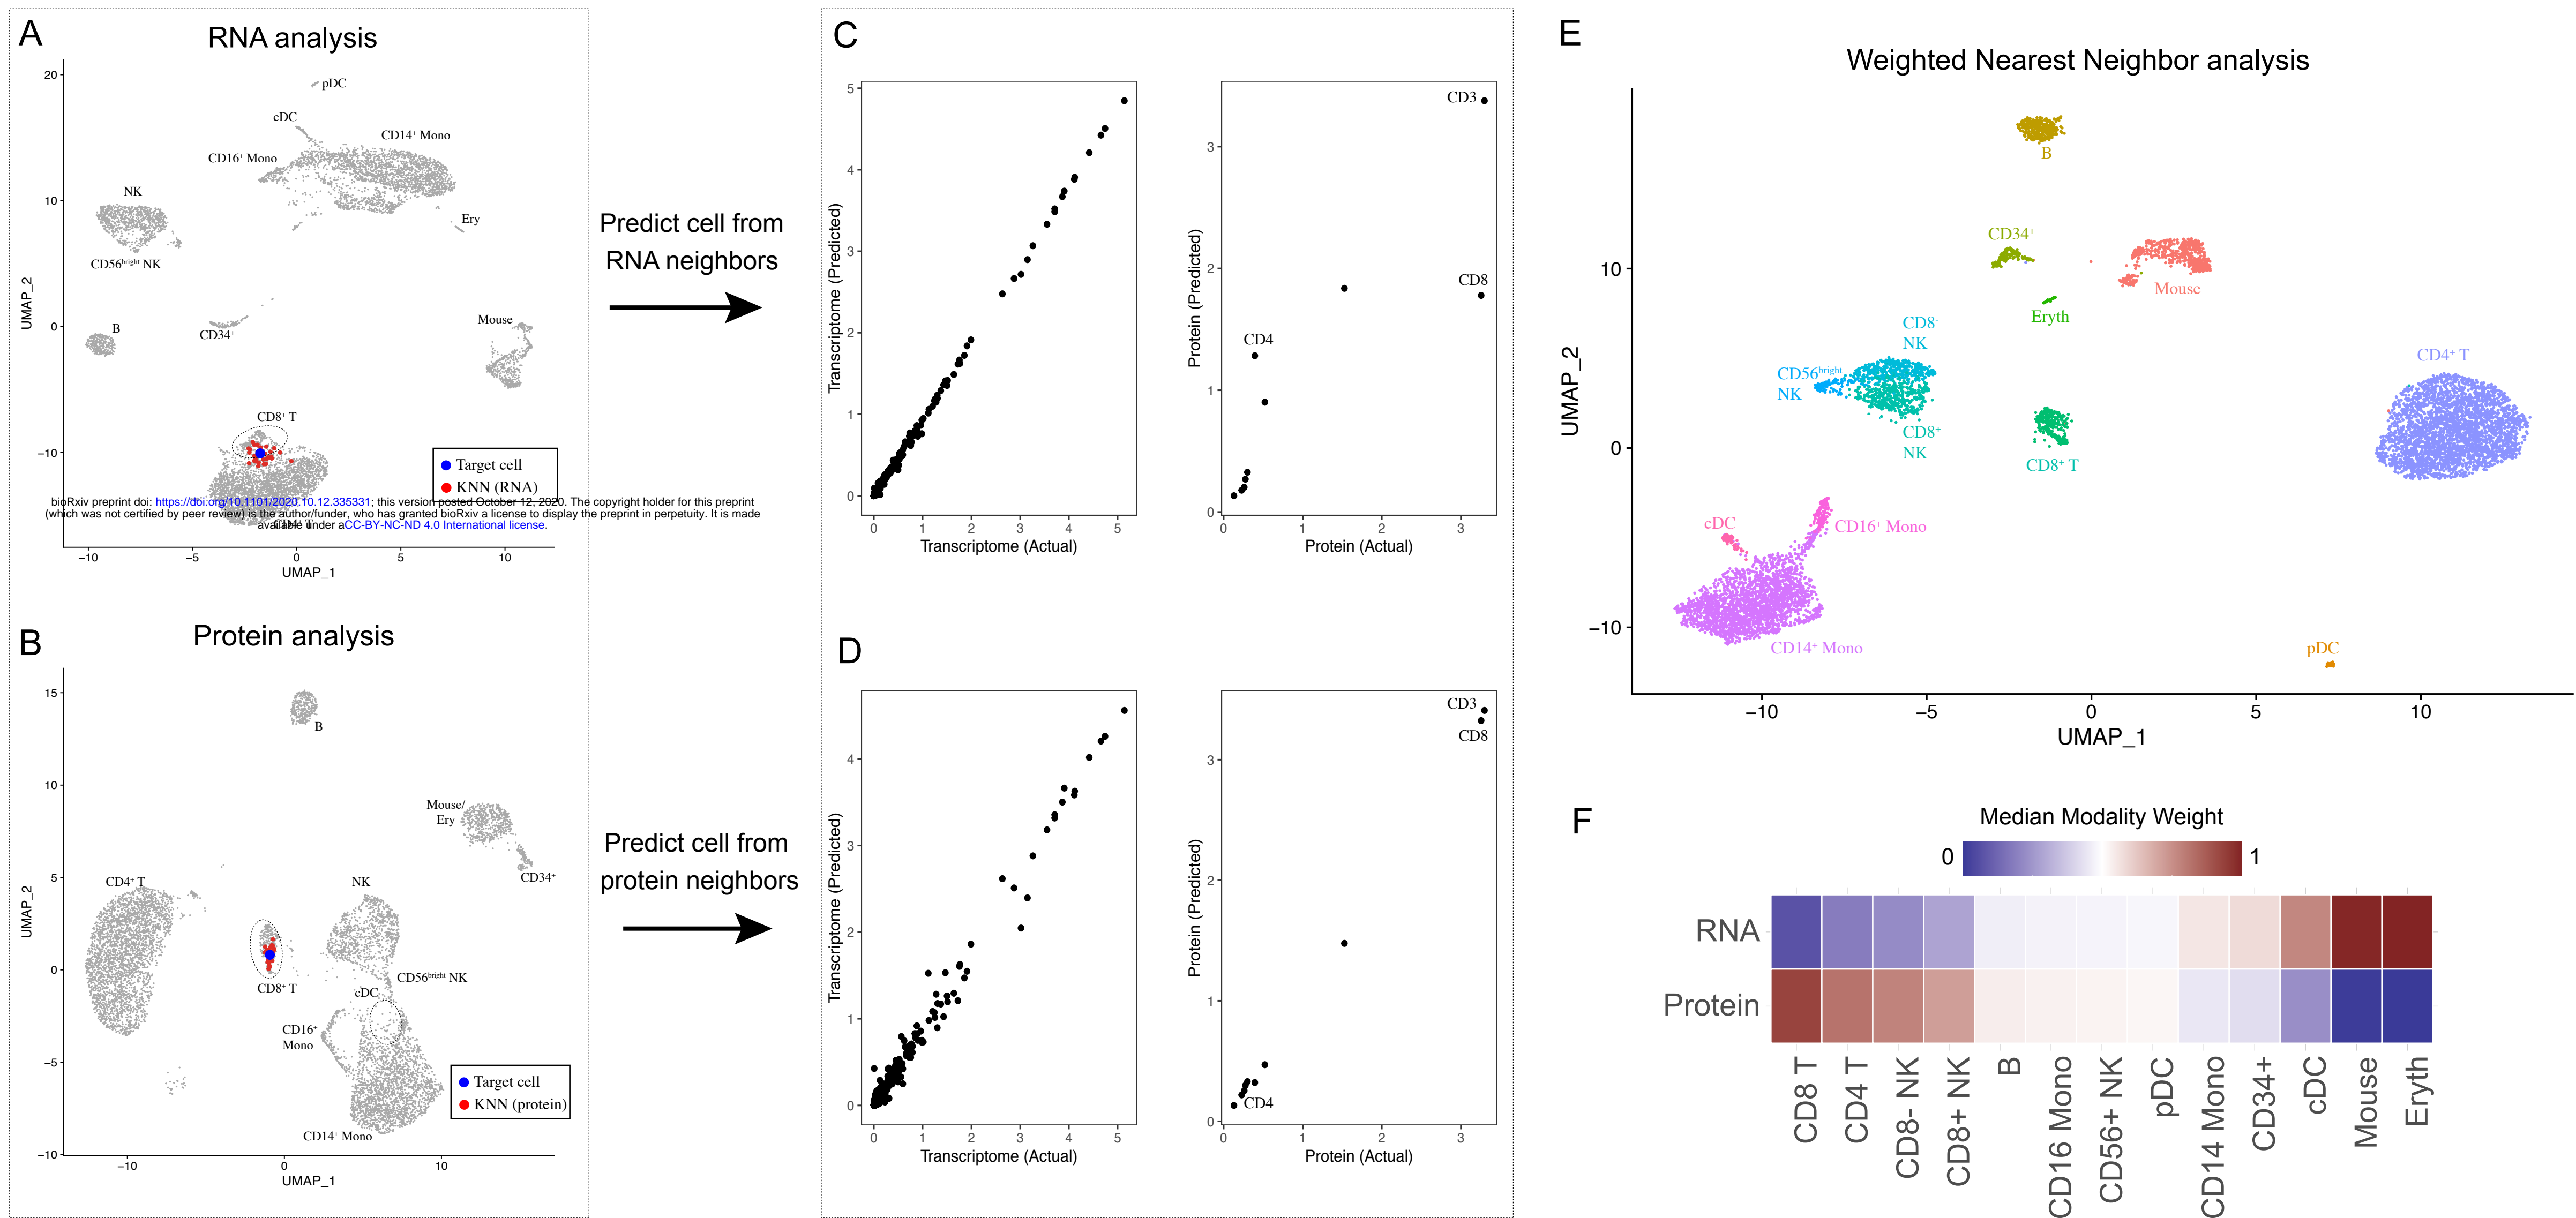 A
RNA analysis
20
10
0
−10
UMAP_2
pDC
cDC
CD14⁺ Mono
CD16⁺ Mono
NK
CD56ᵇʳⁱᵍʰᵗ NK
Ery
B
CD34⁺
Mouse
CD8⁺ T
CD4⁺ T
Target cell
KNN (RNA)
bioRxiv preprint doi: https://doi.org/10.1101/2020.10.12.335331; this version posted October 12, 2020. The copyright holder for this preprint
(which was not certified by peer review) is the author/funder, who has granted bioRxiv a license to display the preprint in perpetuity. It is made
available under aCC-BY-NC-ND 4.0 International license.
−10 −5 0 5 10
UMAP_1
Predict cell from
RNA neighbors
B
Protein analysis
15
10
5
0
−5
−10
UMAP_2
B
Mouse/
Ery
CD34⁺
CD4⁺ T
NK
CD8⁺ T
CD56ᵇʳⁱᵍʰᵗ NK
cDC
CD16⁺
Mono
CD14⁺ Mono
Target cell
KNN (protein)
−10 0 10
UMAP_1
Predict cell from
protein neighbors
C
5
4
3
2
1
0
Transcriptome (Predicted)
0 1 2 3 4 5
Transcriptome (Actual)
3
2
1
0
Protein (Predicted)
CD3
CD8
CD4
0 1 2 3
Protein (Actual)
D
4
3
2
1
0
Transcriptome (Predicted)
0 1 2 3 4 5
Transcriptome (Actual)
3
2
1
0
Protein (Predicted)
CD3
CD8
CD4
0 1 2 3
Protein (Actual)
E
Weighted Nearest Neighbor analysis
10
0
−10
UMAP_2
B
CD34⁺
Mouse
Eryth
CD8⁻
NK
CD56ᵇʳⁱᵍʰᵗ
NK
CD8⁺
NK
CD8⁺ T
CD4⁺ T
cDC
CD16⁺ Mono
CD14⁺ Mono
pDC
−10 −5 0 5 10
UMAP_1
F
Median Modality Weight
0 1
RNA
Protein
CD8 T
CD4 T
CD8- NK
CD8+ NK
B
CD16 Mono
CD56+ NK
pDC
CD14 Mono
CD34+
cDC
Mouse
Eryth